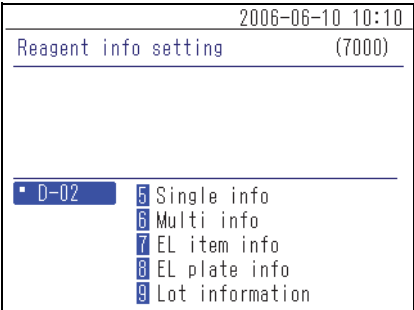 2006-06-10 10:10
Reagent info setting (7000)
▪ D-02 5 Single info
6 Multi info
7 EL item info
8 EL plate info
9 Lot information